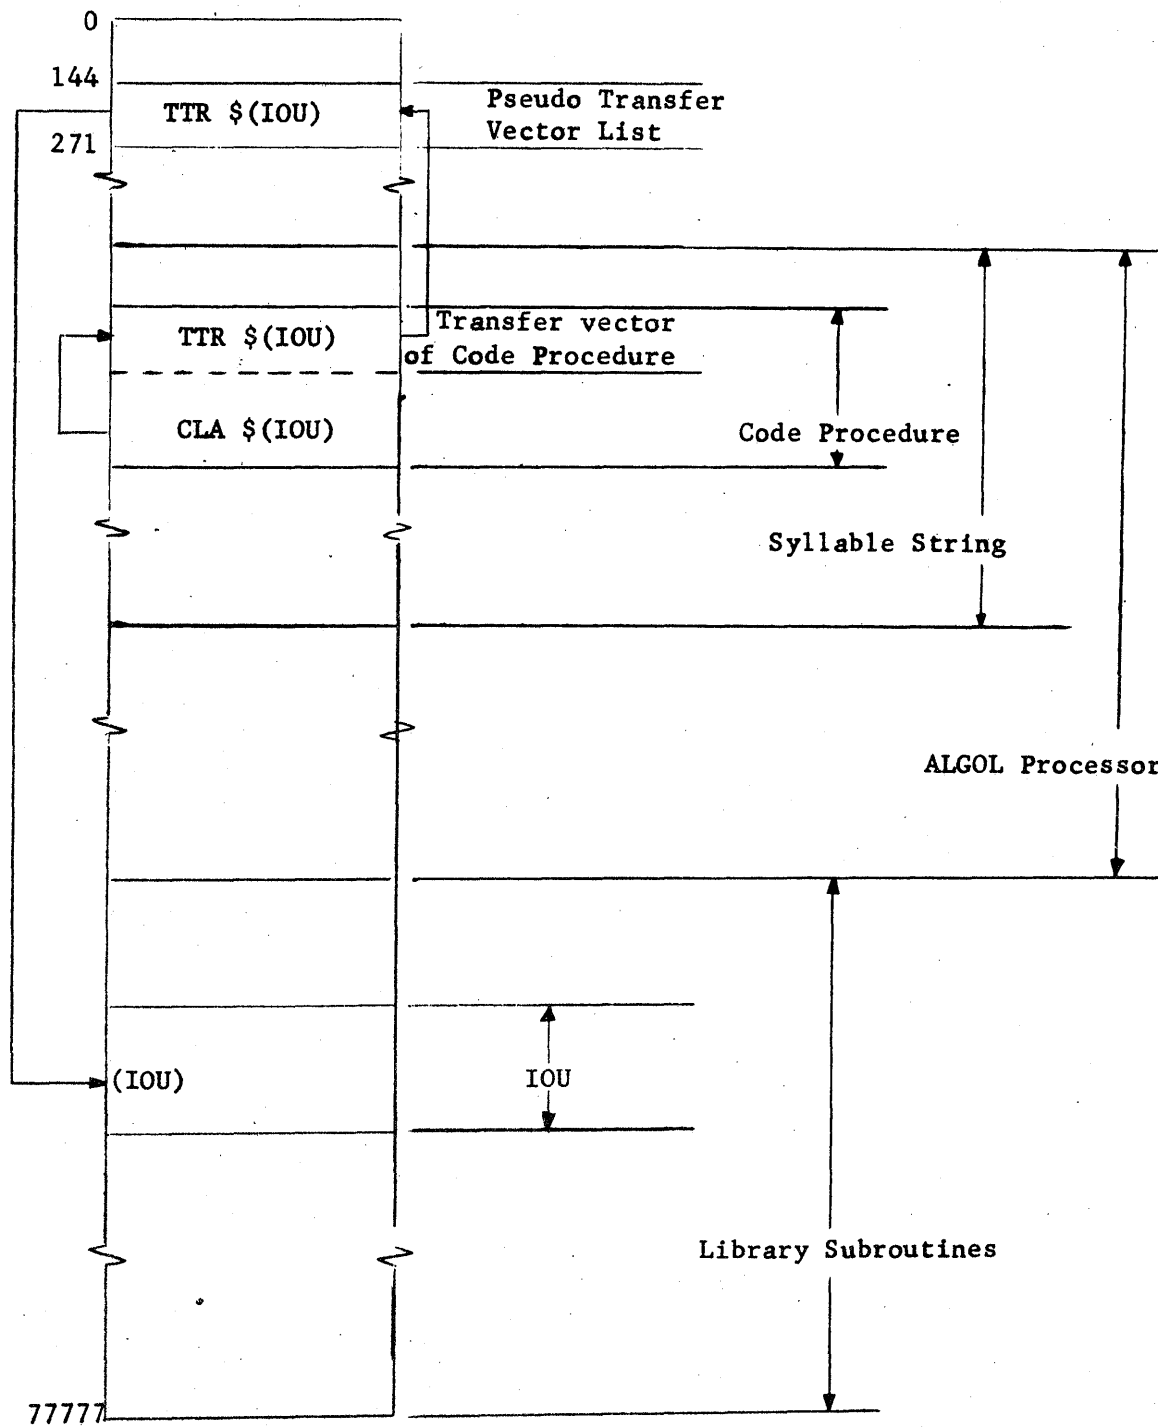 0
144
TTR $(IOU)
Pseudo Transfer
Vector List
271
TTR $(IOU)
Transfer vector
of Code Procedure
CLA $(IOU)
Code Procedure
Syllable String
ALGOL Processor
(IOU)
IOU
Library Subroutines
77777